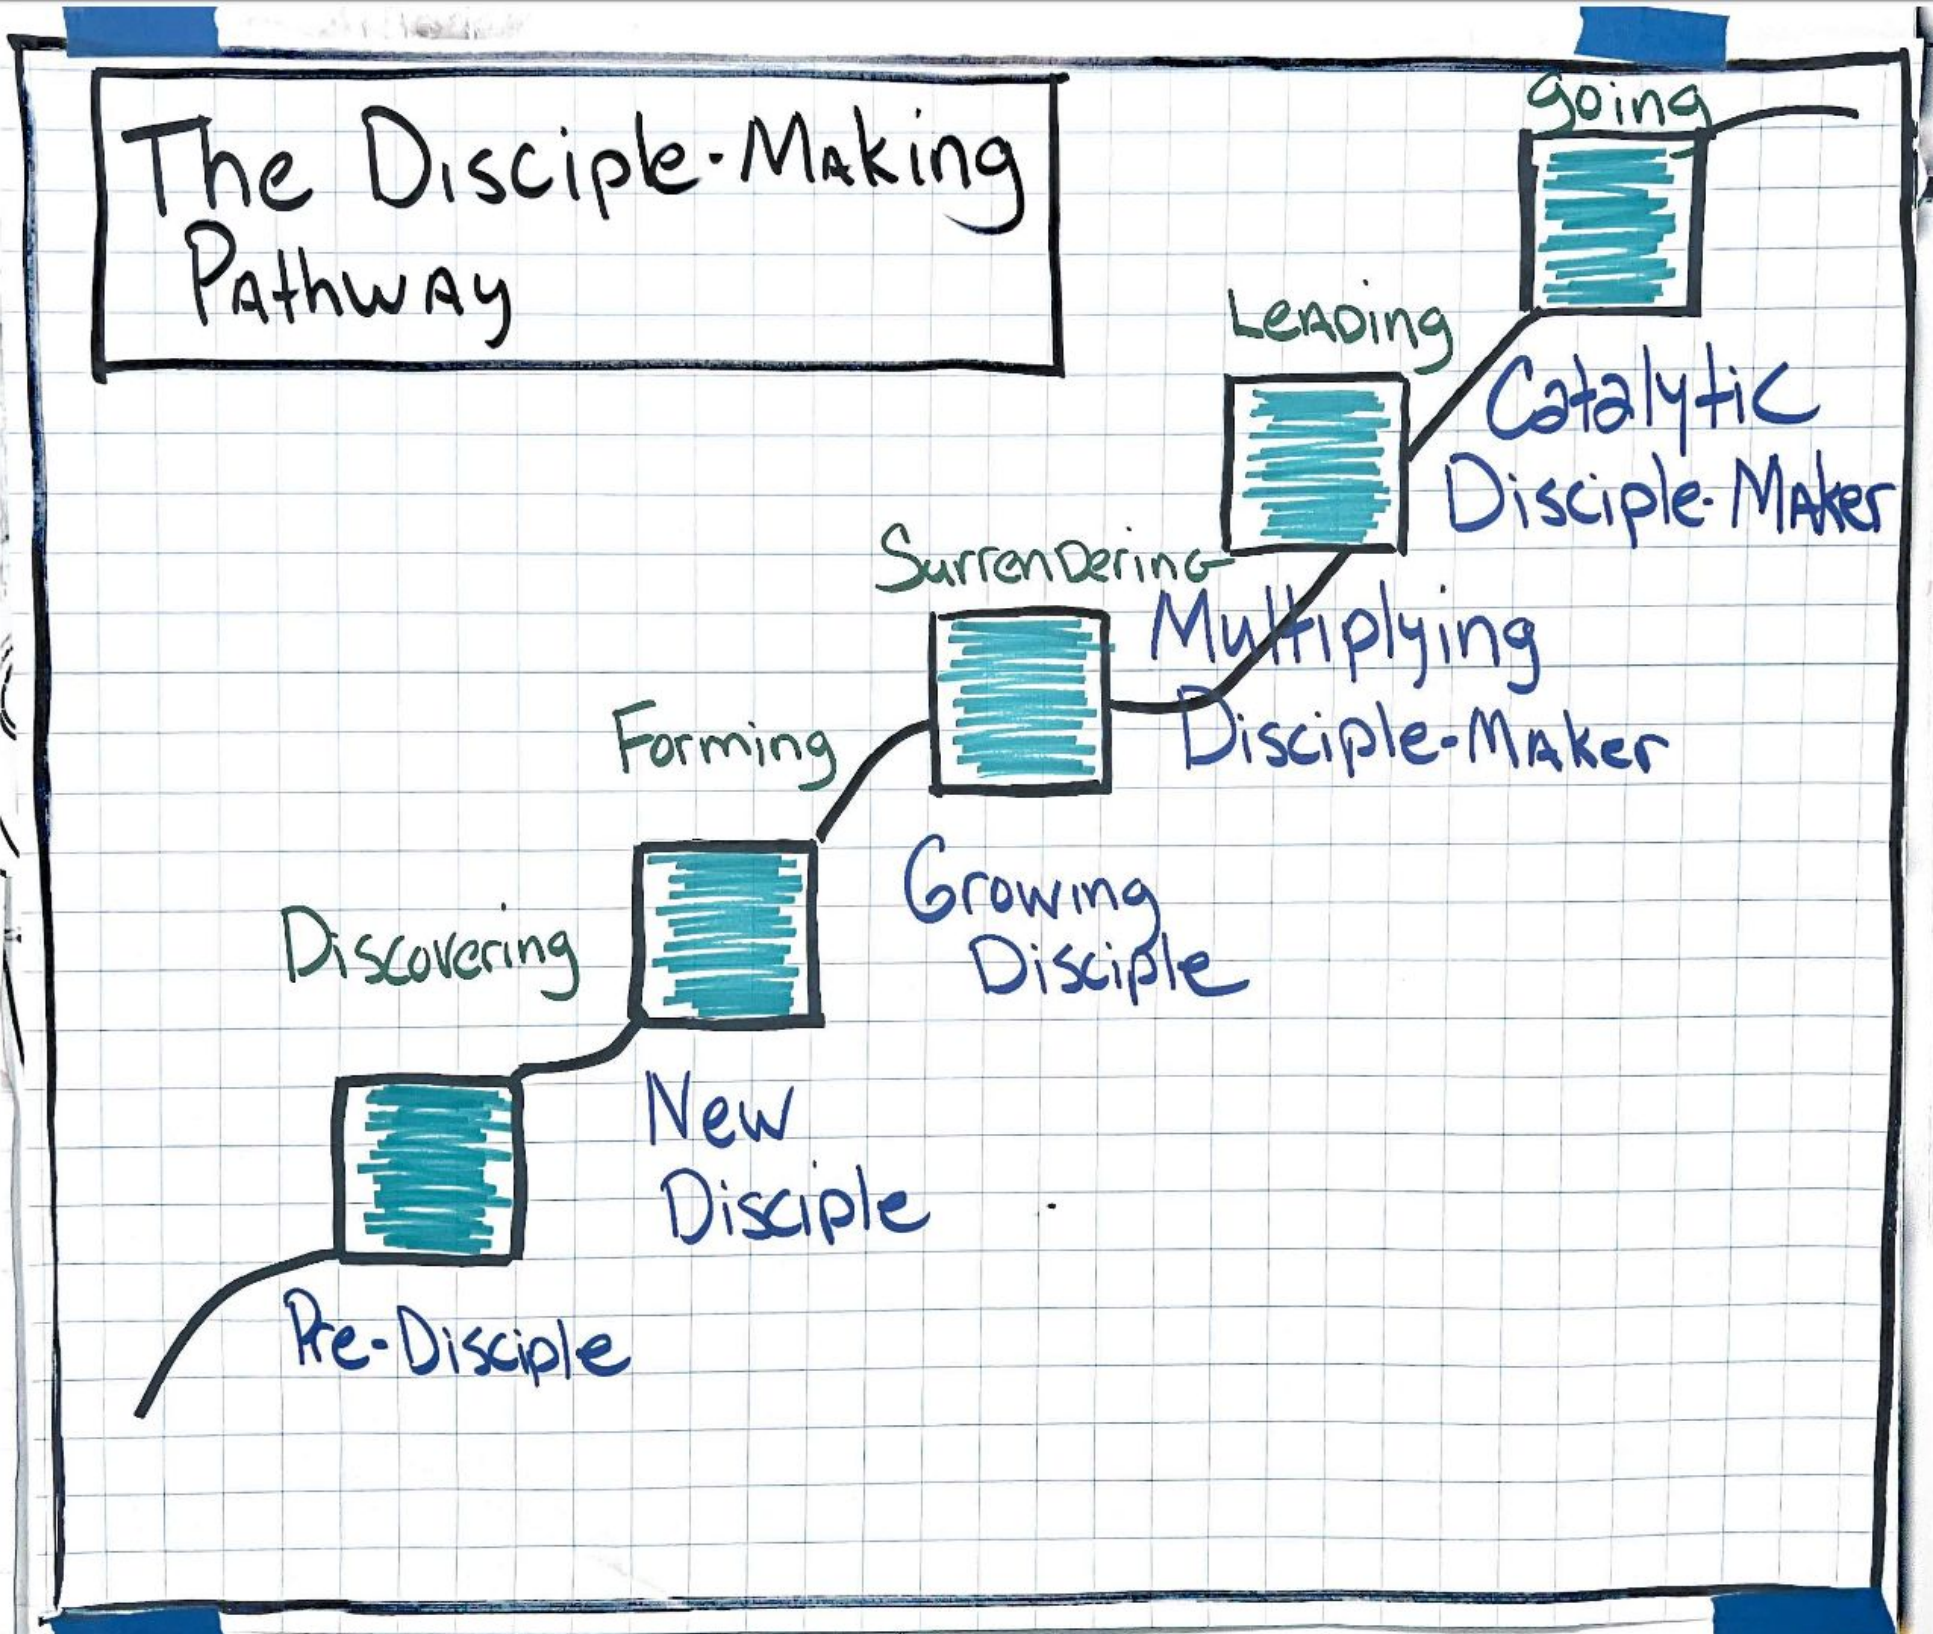 The Disciple-Making
Pathway
Going
Leading
Catalytic
Disciple-Maker
Surrendering
Multiplying
Disciple-Maker
Forming
Growing
Disciple
Discovering
New
Disciple
Pre-Disciple